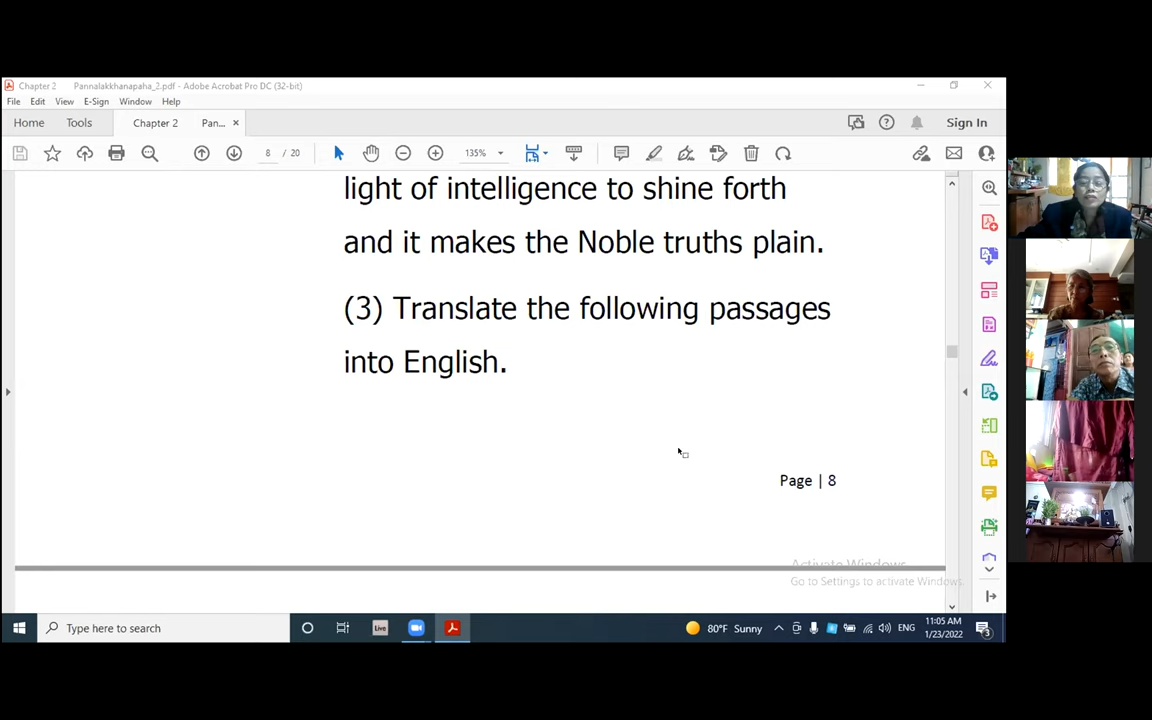 Chapter 2 Pannalakkhanapaha_2.pdf - Adobe Acrobat Pro DC (32-bit)
File Edit View E-Sign Window Help
Home Tools Chapter 2 Pan... × Sign In
8 / 20 135%
light of intelligence to shine forth
and it makes the Noble truths plain.
(3) Translate the following passages
into English.
Page | 8
Activate Windows
Go to Settings to activate Windows.
Type here to search Live 80°F Sunny ENG 11:05 AM
1/23/2022 3